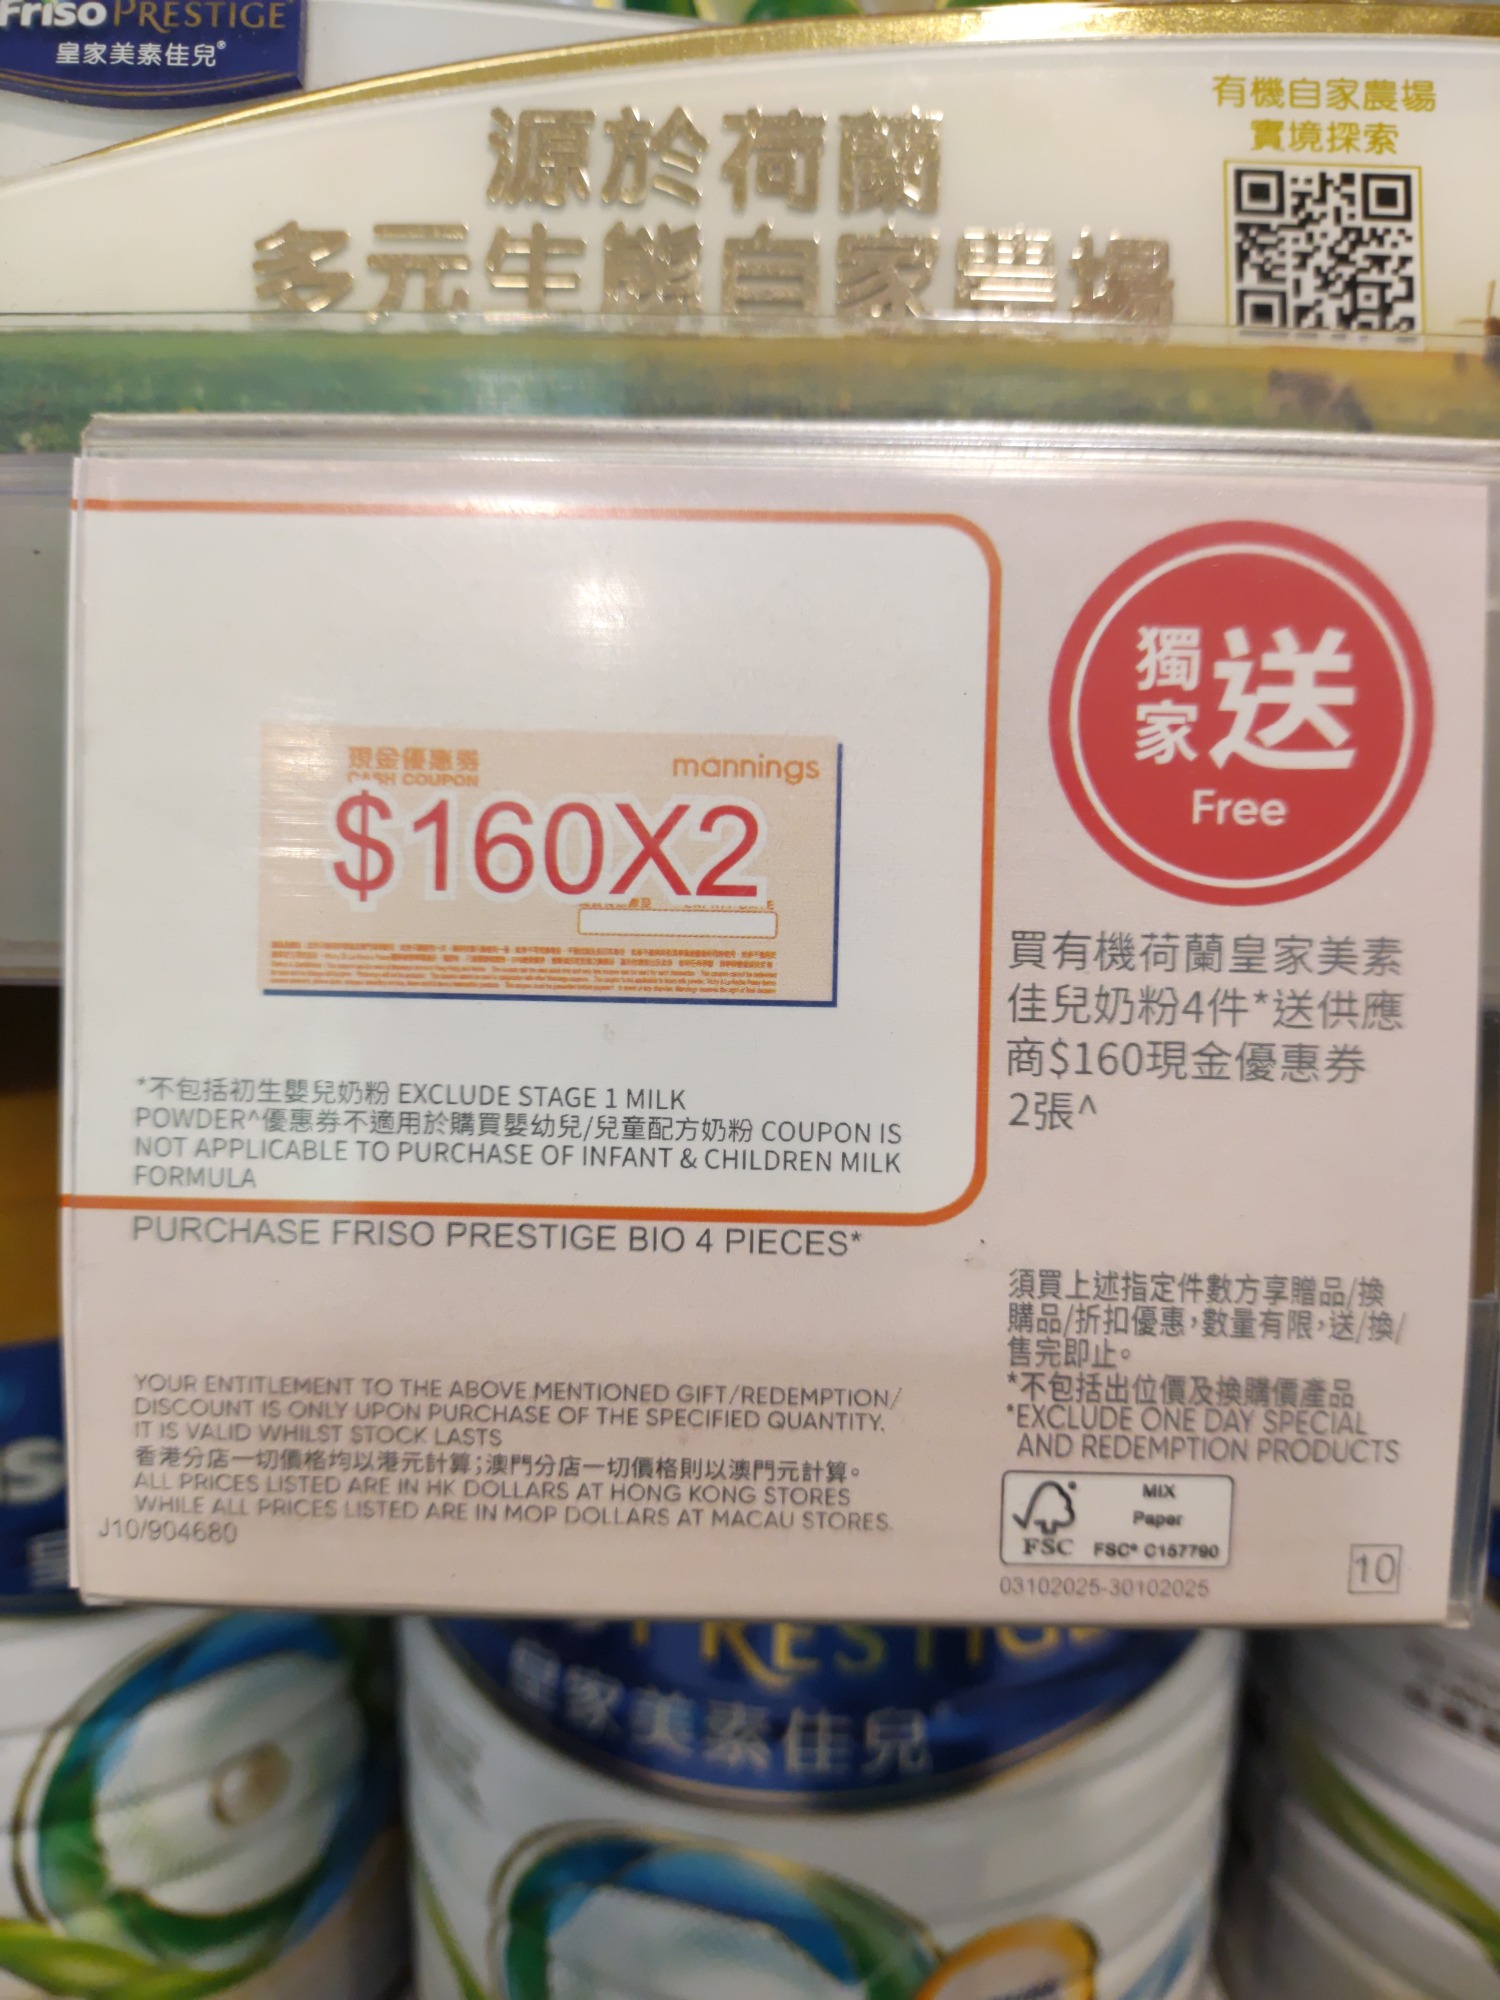 Friso PRESTIGE
皇家美素佳兒®
有機自家農場
實境探索
源於荷蘭
多元生態自家農場
現金優惠券
CASH COUPON
mannings
$160X2
獨家送
Free
買有機荷蘭皇家美素
佳兒奶粉4件*送供應
商$160現金優惠券
2張^
*不包括初生嬰兒奶粉 EXCLUDE STAGE 1 MILK
POWDER^優惠券不適用於購買嬰幼兒/兒童配方奶粉 COUPON IS
NOT APPLICABLE TO PURCHASE OF INFANT & CHILDREN MILK
FORMULA
PURCHASE FRISO PRESTIGE BIO 4 PIECES*
須買上述指定件數方享贈品/換
購品/折扣優惠,數量有限,送/換/
售完即止。
*不包括出位價及換購價產品
*EXCLUDE ONE DAY SPECIAL
AND REDEMPTION PRODUCTS
YOUR ENTITLEMENT TO THE ABOVE MENTIONED GIFT/REDEMPTION/
DISCOUNT IS ONLY UPON PURCHASE OF THE SPECIFIED QUANTITY.
IT IS VALID WHILST STOCK LASTS
香港分店一切價格均以港元計算;澳門分店一切價格則以澳門元計算。
ALL PRICES LISTED ARE IN HK DOLLARS AT HONG KONG STORES
WHILE ALL PRICES LISTED ARE IN MOP DOLLARS AT MACAU STORES.
J10/904680
FSC
MIX
Paper
FSC® C157790
03102025-30102025
10
PRESTIGE
皇家美素佳兒